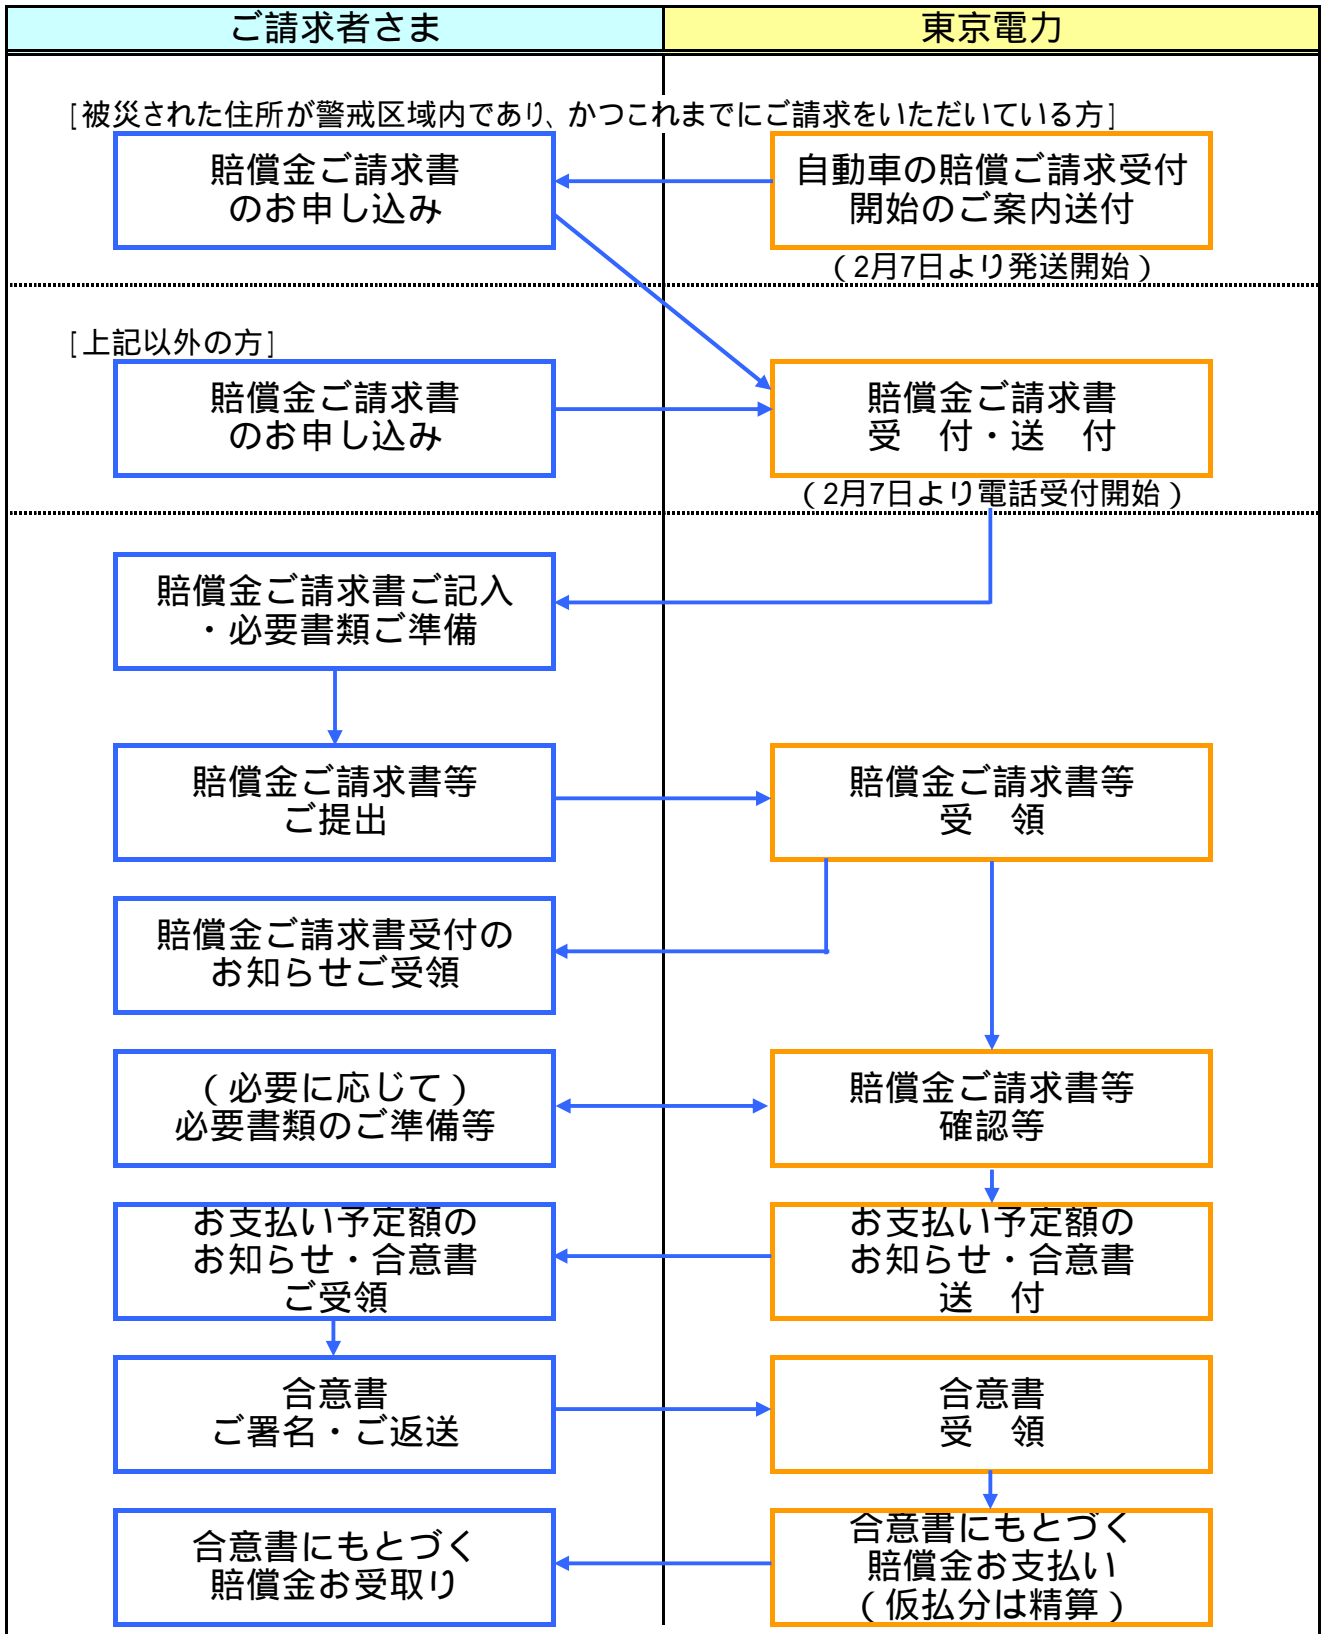 ご請求者さま
東京電力
[被災された住所が警戒区域内であり、かつこれまでにご請求をいただいている方]
賠償金ご請求書
のお申し込み
自動車の賠償ご請求受付
開始のご案内送付
（2月7日より発送開始）
[上記以外の方]
賠償金ご請求書
のお申し込み
賠償金ご請求書
受　付・送　付
（2月7日より電話受付開始）
賠償金ご請求書ご記入
・必要書類ご準備
賠償金ご請求書等
ご提出
賠償金ご請求書等
受　領
賠償金ご請求書受付の
お知らせご受領
（必要に応じて）
必要書類のご準備等
賠償金ご請求書等
確認等
お支払い予定額の
お知らせ・合意書
ご受領
お支払い予定額の
お知らせ・合意書
送　付
合意書
ご署名・ご返送
合意書
受　領
合意書にもとづく
賠償金お受取り
合意書にもとづく
賠償金お支払い
（仮払分は精算）